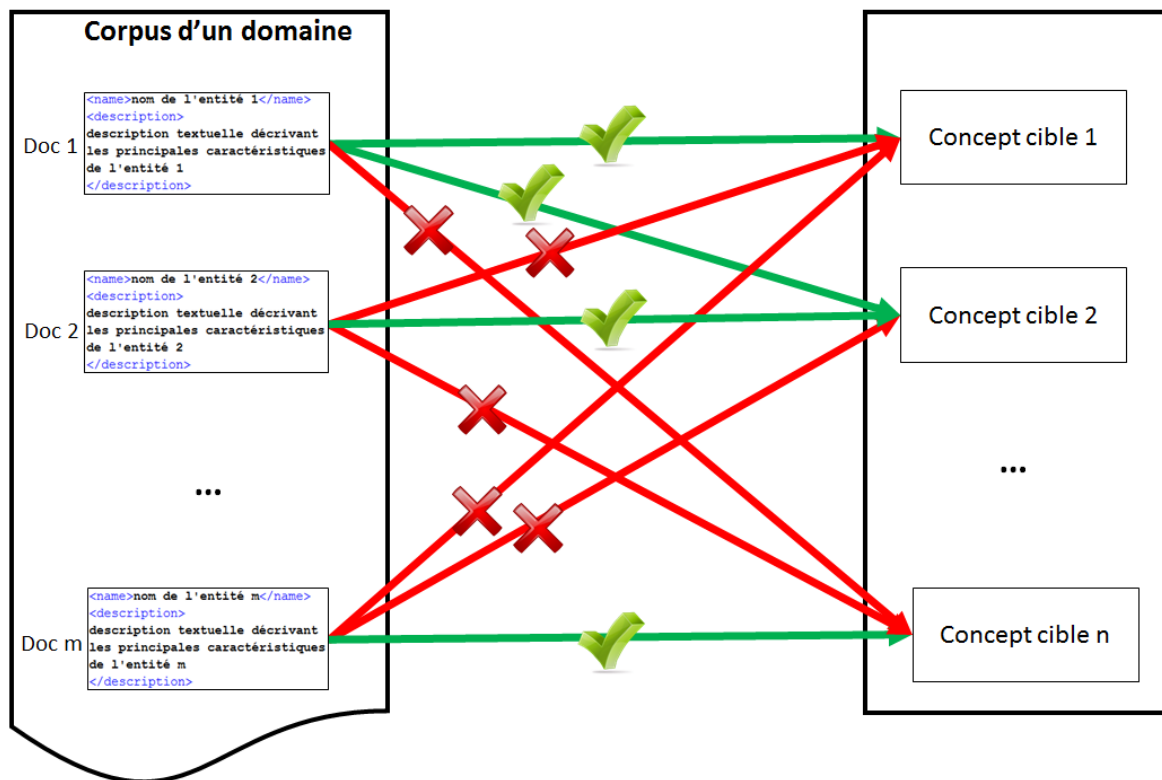 Corpus d'un domaine
Doc 1
<name>nom de l'entité 1</name>
<description>
description textuelle décrivant
les principales caractéristiques
de l'entité 1
</description>
Concept cible 1
Doc 2
<name>nom de l'entité 2</name>
<description>
description textuelle décrivant
les principales caractéristiques
de l'entité 2
</description>
Concept cible 2
...
...
Doc m
<name>nom de l'entité m</name>
<description>
description textuelle décrivant
les principales caractéristiques
de l'entité m
</description>
Concept cible n